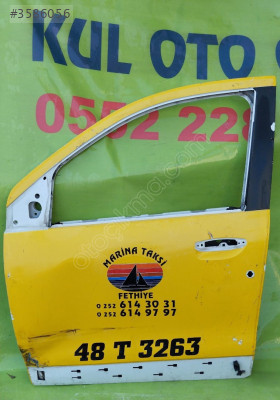 #3586056
KUL OTO
0552 228
MARİNA TAKSİ
FETHİYE
0 252 614 30 31
0 252 614 97 97
48 T 3263